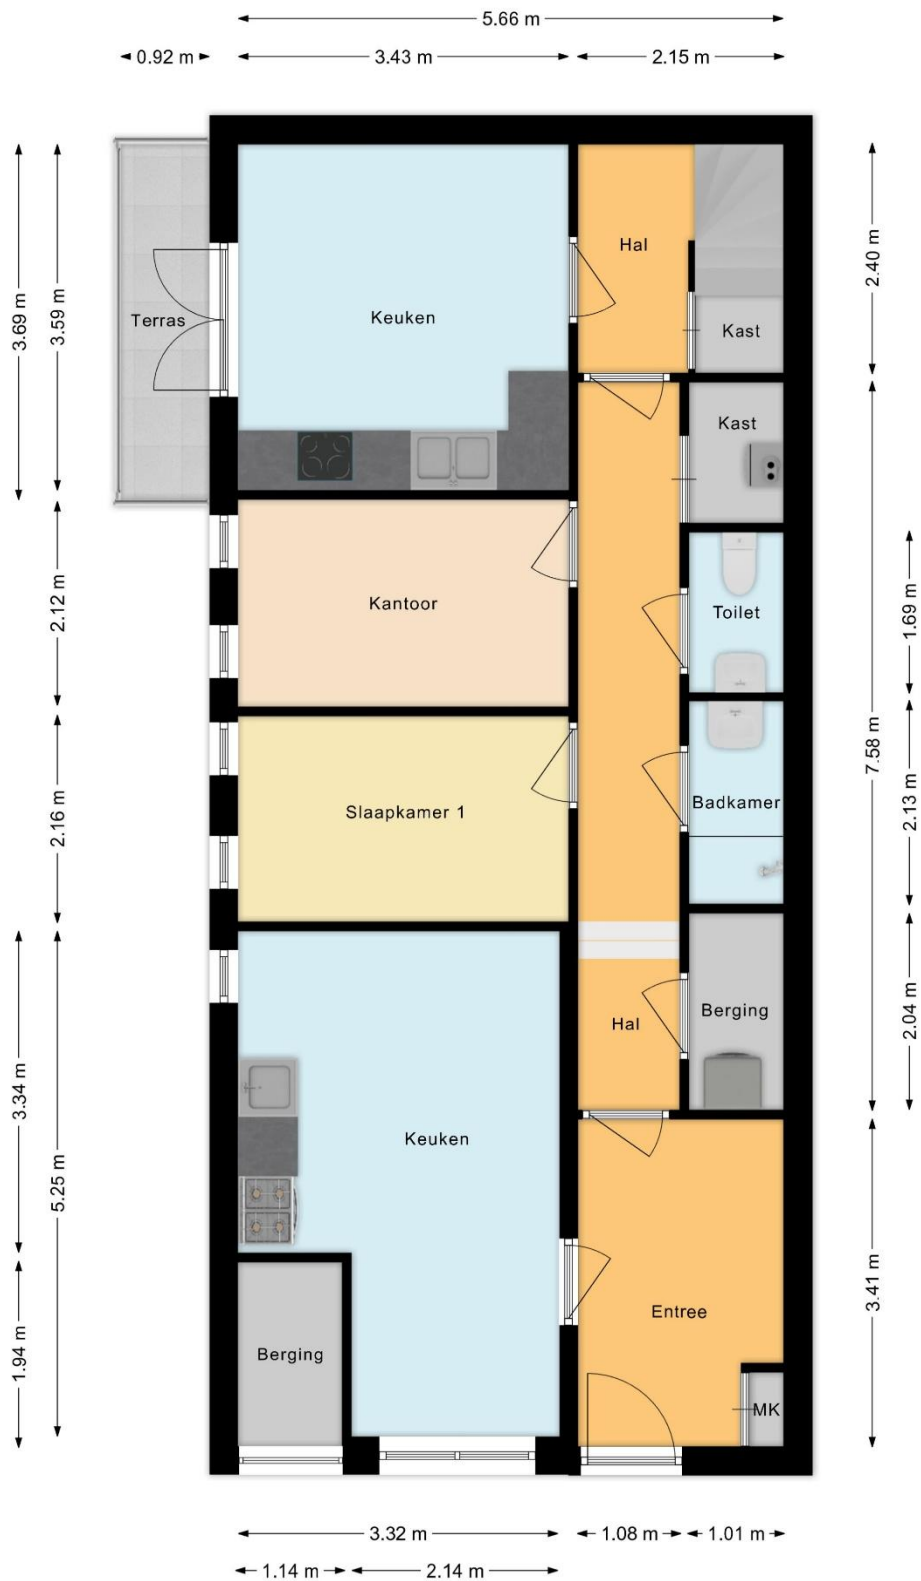 5.66 m
0.92 m
3.43 m
2.15 m
3.69 m
3.59 m
2.40 m
Hal
Terras
Keuken
Kast
Kast
2.12 m
Kantoor
Toilet
1.69 m
7.58 m
2.16 m
Slaapkamer 1
Badkamer
2.13 m
Hal
Berging
2.04 m
3.34 m
5.25 m
Keuken
3.41 m
Entree
1.94 m
Berging
MK
3.32 m
1.08 m
1.01 m
1.14 m
2.14 m